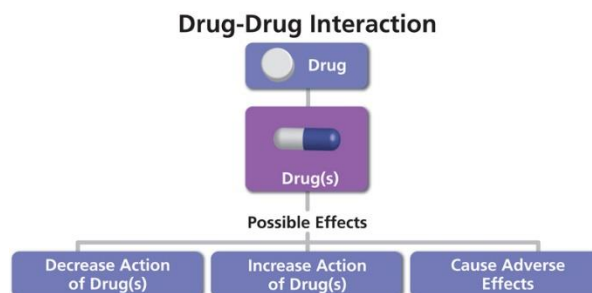 Drug-Drug Interaction
Drug
Drug(s)
Possible Effects
Decrease Action
of Drug(s)
Increase Action
of Drug(s)
Cause Adverse
Effects